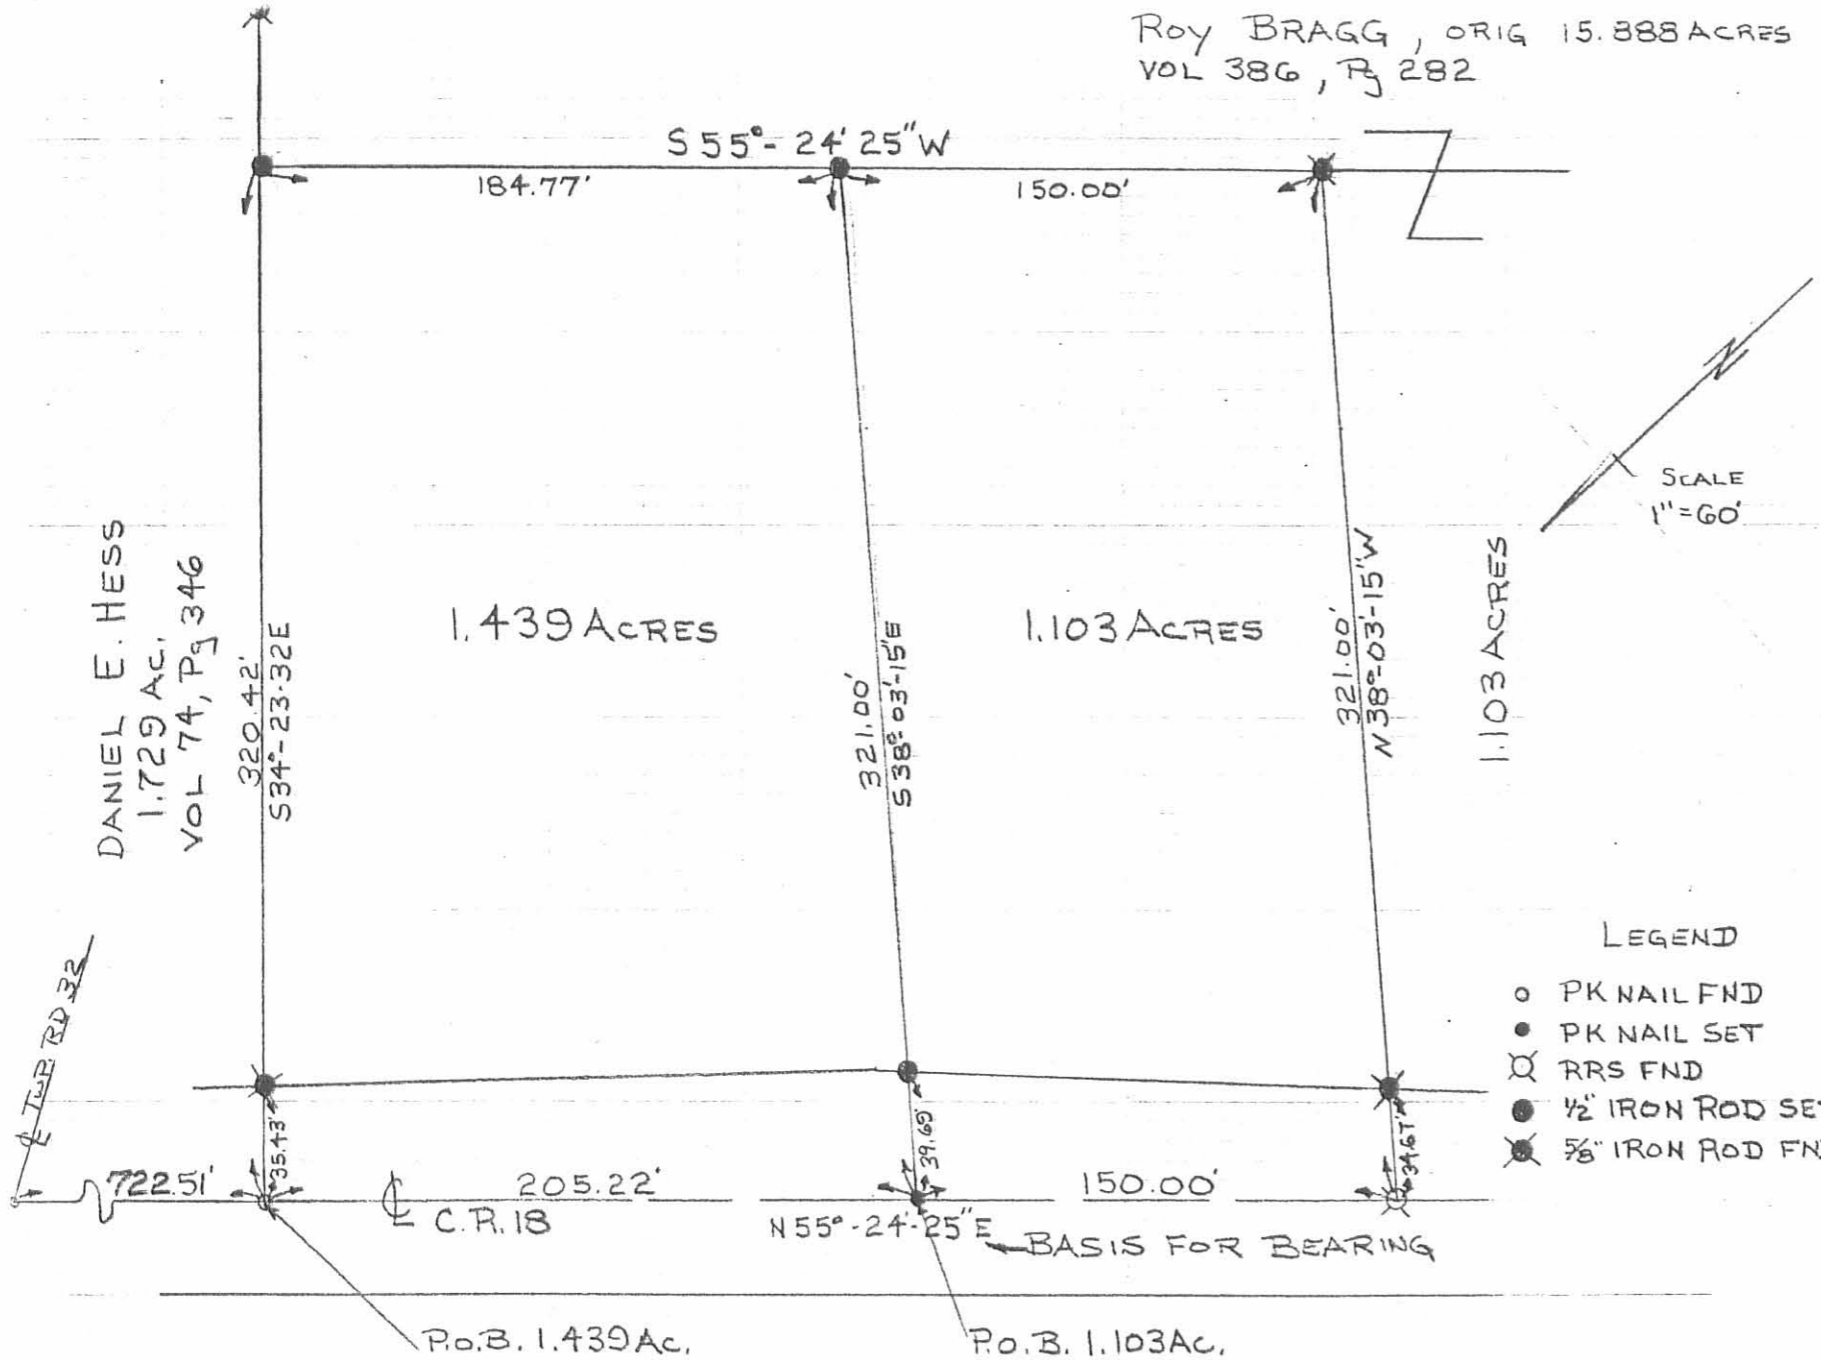 ROY BRAGG, ORIG 15.888 ACRES
VOL 386, Pg 282
S 55°-24' 25" W
184.77'
150.00'
N
SCALE
1"=60'
DANIEL E. HESS
1.729 AC.
VOL 74, Pg 346
320.42'
S34°-23-32E
1.439 ACRES
321.00'
S 38°-03'-15"E
1.103 ACRES
321.00'
N 38°-03'-15"W
1.103 ACRES
LEGEND
PK NAIL FND
PK NAIL SET
RRS FND
1/2" IRON ROD SE
5/8" IRON ROD FN
℄ TWP. RD 32
35.43'
39.69'
34.67'
722.51'
205.22'
150.00'
℄ C.R. 18
N 55°-24'-25"E
BASIS FOR BEARING
P.O.B. 1.439 AC.
P.O.B. 1.103 AC.